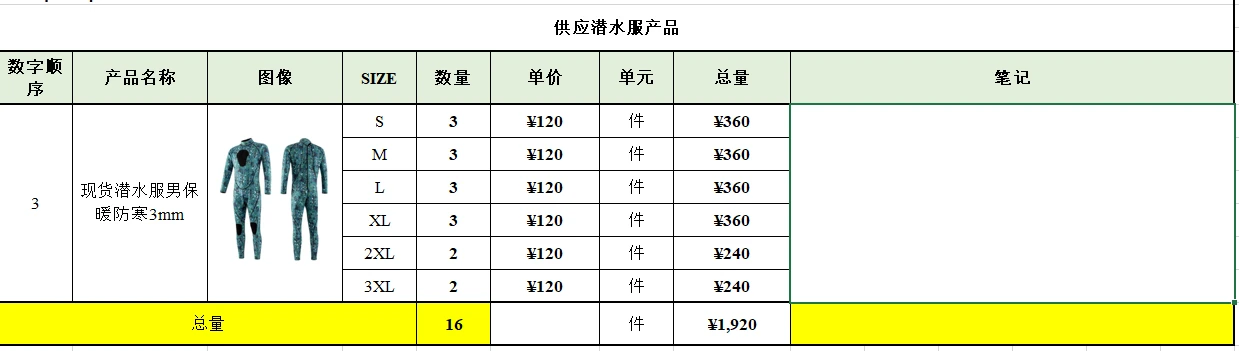 供应潜水服产品
数字顺序 产品名称 图像 SIZE 数量 单价 单元 总量 笔记
3 现货潜水服男保暖防寒3mm S 3 ¥120 件 ¥360
M 3 ¥120 件 ¥360
L 3 ¥120 件 ¥360
XL 3 ¥120 件 ¥360
2XL 2 ¥120 件 ¥240
3XL 2 ¥120 件 ¥240
总量 16 件 ¥1,920